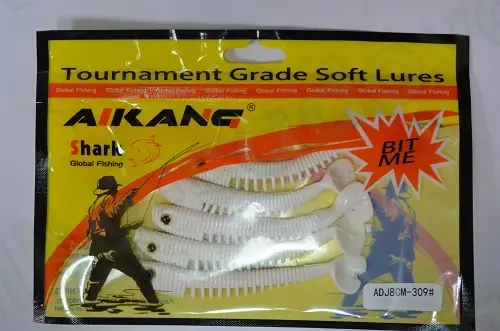 Tournament Grade Soft Lures
Global Fishing Global Fishing Global Fishing Global Fishing Global Fishing Global Fishing
AIKANG®
Shark
Global Fishing
BIT
ME
ADJ8CM-309#